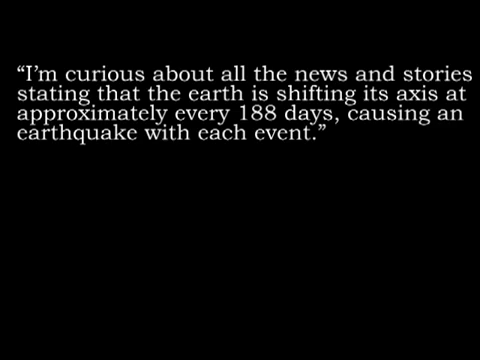 “I’m curious about all the news and stories
stating that the earth is shifting its axis at
approximately every 188 days, causing an
earthquake with each event.”